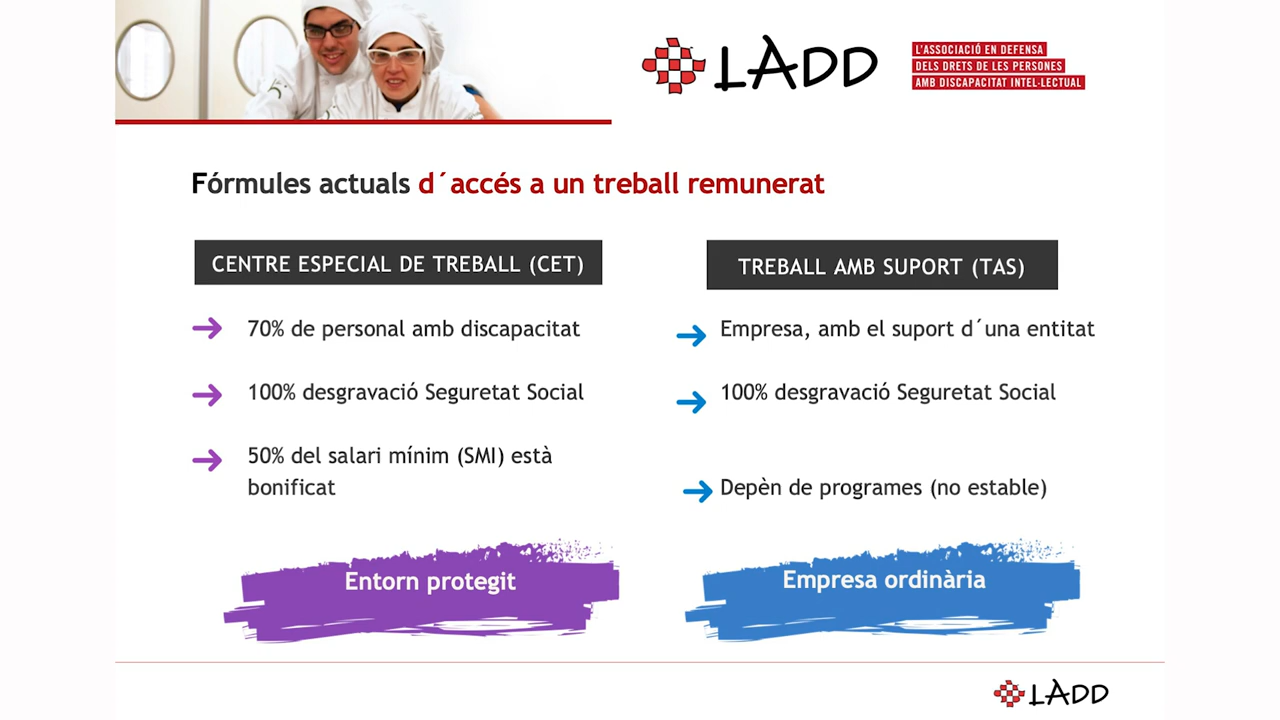 LÀDD
L'ASSOCIACIÓ EN DEFENSA
DELS DRETS DE LES PERSONES
AMB DISCAPACITAT INTEL·LECTUAL
Fórmules actuals d´accés a un treball remunerat
CENTRE ESPECIAL DE TREBALL (CET)
70% de personal amb discapacitat
100% desgravació Seguretat Social
50% del salari mínim (SMI) està
bonificat
Entorn protegit
TREBALL AMB SUPORT (TAS)
Empresa, amb el suport d´una entitat
100% desgravació Seguretat Social
Depèn de programes (no estable)
Empresa ordinària
LÀDD